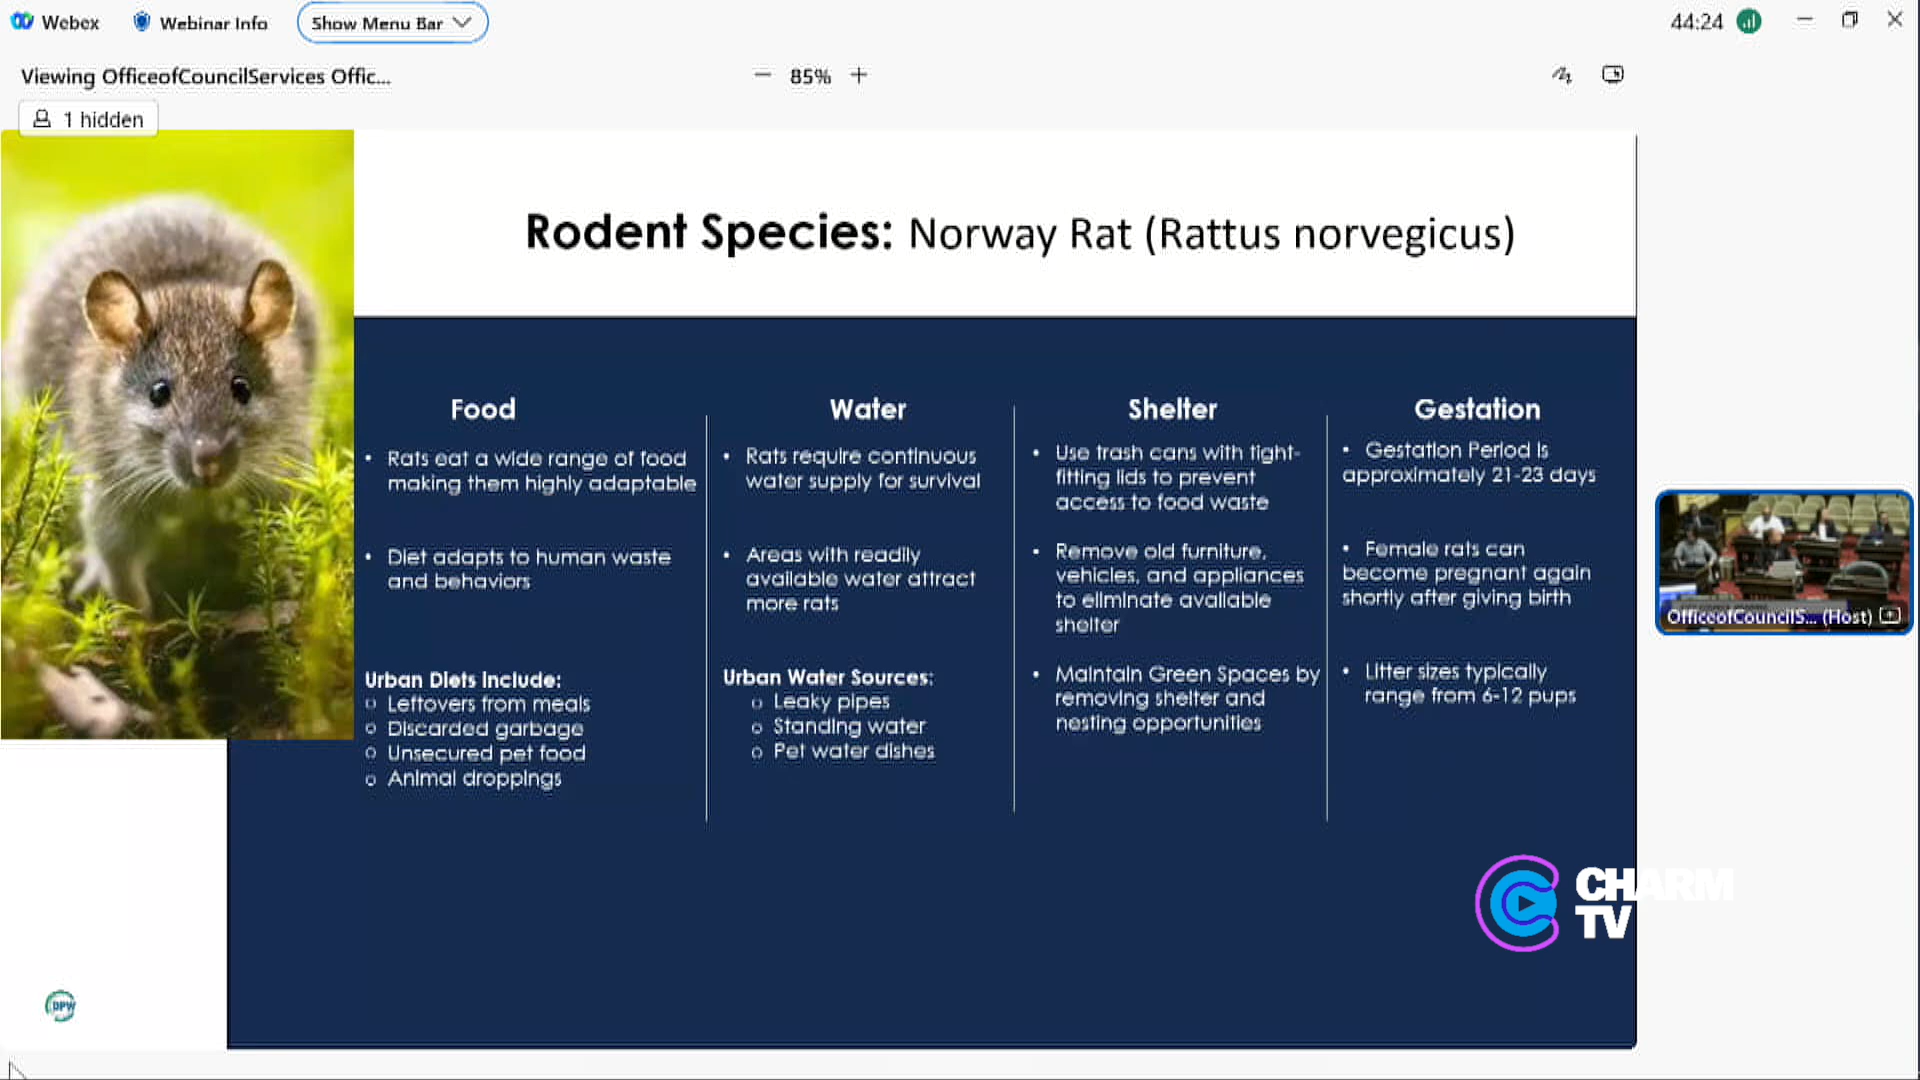 Webex
Webinar Info
Show Menu Bar
44:24
Viewing OfficeofCouncilServices Offic...
85%
1 hidden
Rodent Species: Norway Rat (Rattus norvegicus)
Food
• Rats eat a wide range of food
making them highly adaptable
• Diet adapts to human waste
and behaviors
Urban Diets Include:
o Leftovers from meals
o Discarded garbage
o Unsecured pet food
o Animal droppings
Water
• Rats require continuous
water supply for survival
• Areas with readily
available water attract
more rats
Urban Water Sources:
o Leaky pipes
o Standing water
o Pet water dishes
Shelter
• Use trash cans with tight-
fitting lids to prevent
access to food waste
• Remove old furniture,
vehicles, and appliances
to eliminate available
shelter
• Maintain Green Spaces by
removing shelter and
nesting opportunities
Gestation
• Gestation Period is
approximately 21-23 days
• Female rats can
become pregnant again
shortly after giving birth
• Litter sizes typically
range from 6-12 pups
OfficeofCouncilS... (Host)
CHARM
TV
DPW